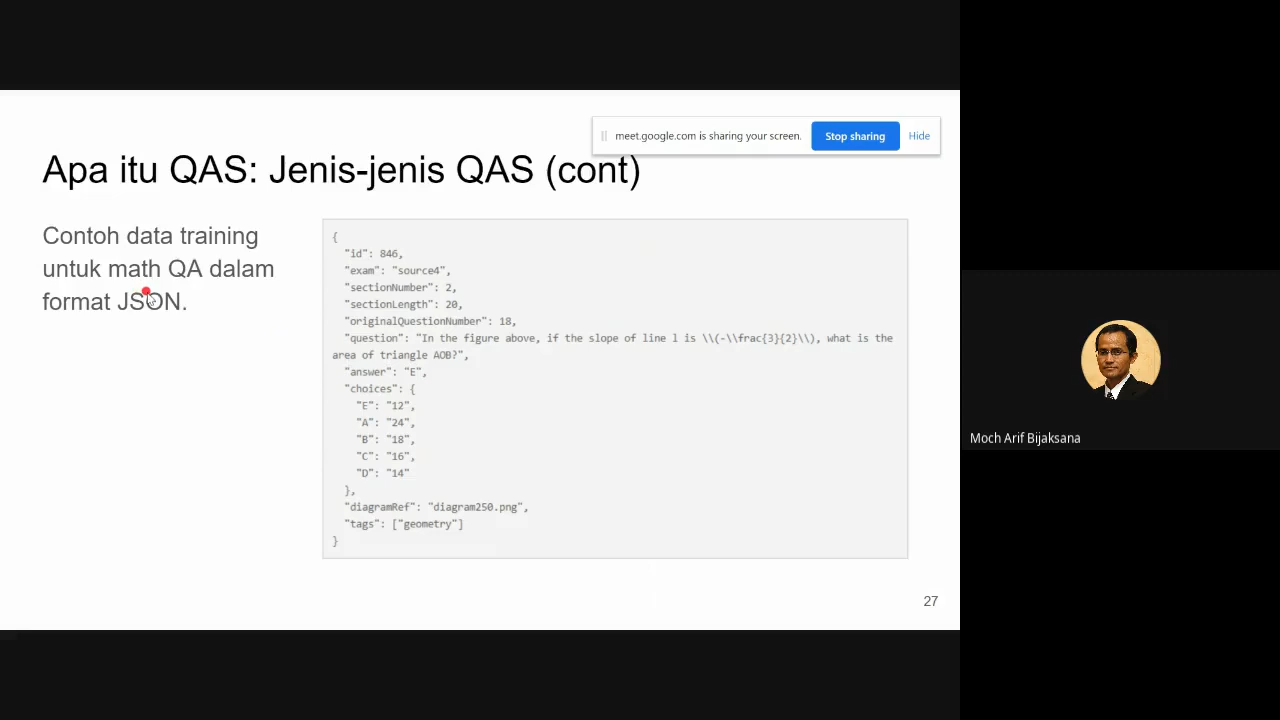 meet.google.com is sharing your screen.
Stop sharing
Hide
Apa itu QAS: Jenis-jenis QAS (cont)
Contoh data training
untuk math QA dalam
format JSON.
{
"id": 846,
"exam": "source4",
"sectionNumber": 2,
"sectionLength": 20,
"originalQuestionNumber": 18,
"question": "In the figure above, if the slope of line l is \\(-\\frac{3}{2}\\), what is the
area of triangle AOB?",
"answer": "E",
"choices": {
"E": "12",
"A": "24",
"B": "18",
"C": "16",
"D": "14"
},
"diagramRef": "diagram250.png",
"tags": ["geometry"]
}
27
Moch Arif Bijaksana